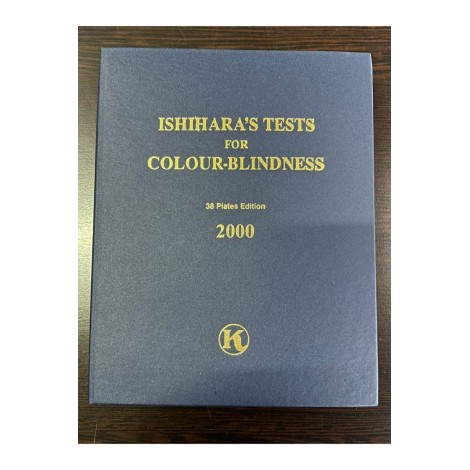 ISHIHARA'S TESTS
FOR
COLOUR-BLINDNESS
38 Plates Edition
2000
K